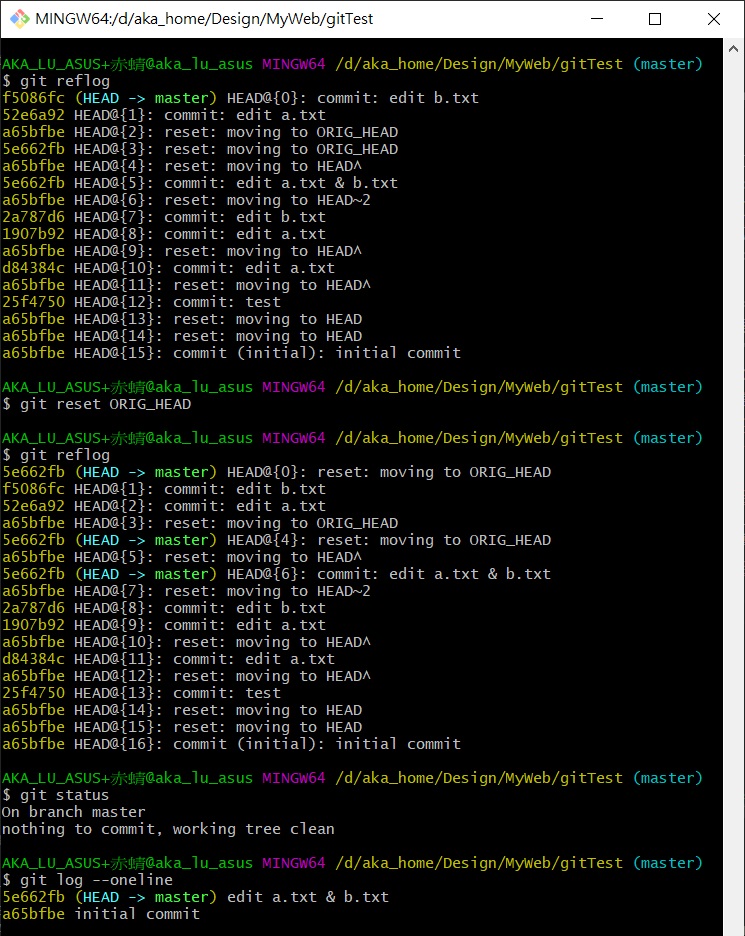 MINGW64:/d/aka_home/Design/MyWeb/gitTest
AKA_LU_ASUS+赤蜻@aka_lu_asus MINGW64 /d/aka_home/Design/MyWeb/gitTest (master)
$ git reflog
f5086fc (HEAD -> master) HEAD@{0}: commit: edit b.txt
52e6a92 HEAD@{1}: commit: edit a.txt
a65bfbe HEAD@{2}: reset: moving to ORIG_HEAD
5e662fb HEAD@{3}: reset: moving to ORIG_HEAD
a65bfbe HEAD@{4}: reset: moving to HEAD^
5e662fb HEAD@{5}: commit: edit a.txt & b.txt
a65bfbe HEAD@{6}: reset: moving to HEAD~2
2a787d6 HEAD@{7}: commit: edit b.txt
1907b92 HEAD@{8}: commit: edit a.txt
a65bfbe HEAD@{9}: reset: moving to HEAD^
d84384c HEAD@{10}: commit: edit a.txt
a65bfbe HEAD@{11}: reset: moving to HEAD^
25f4750 HEAD@{12}: commit: test
a65bfbe HEAD@{13}: reset: moving to HEAD
a65bfbe HEAD@{14}: reset: moving to HEAD
a65bfbe HEAD@{15}: commit (initial): initial commit
AKA_LU_ASUS+赤蜻@aka_lu_asus MINGW64 /d/aka_home/Design/MyWeb/gitTest (master)
$ git reset ORIG_HEAD
AKA_LU_ASUS+赤蜻@aka_lu_asus MINGW64 /d/aka_home/Design/MyWeb/gitTest (master)
$ git reflog
5e662fb (HEAD -> master) HEAD@{0}: reset: moving to ORIG_HEAD
f5086fc HEAD@{1}: commit: edit b.txt
52e6a92 HEAD@{2}: commit: edit a.txt
a65bfbe HEAD@{3}: reset: moving to ORIG_HEAD
5e662fb (HEAD -> master) HEAD@{4}: reset: moving to ORIG_HEAD
a65bfbe HEAD@{5}: reset: moving to HEAD^
5e662fb (HEAD -> master) HEAD@{6}: commit: edit a.txt & b.txt
a65bfbe HEAD@{7}: reset: moving to HEAD~2
2a787d6 HEAD@{8}: commit: edit b.txt
1907b92 HEAD@{9}: commit: edit a.txt
a65bfbe HEAD@{10}: reset: moving to HEAD^
d84384c HEAD@{11}: commit: edit a.txt
a65bfbe HEAD@{12}: reset: moving to HEAD^
25f4750 HEAD@{13}: commit: test
a65bfbe HEAD@{14}: reset: moving to HEAD
a65bfbe HEAD@{15}: reset: moving to HEAD
a65bfbe HEAD@{16}: commit (initial): initial commit
AKA_LU_ASUS+赤蜻@aka_lu_asus MINGW64 /d/aka_home/Design/MyWeb/gitTest (master)
$ git status
On branch master
nothing to commit, working tree clean
AKA_LU_ASUS+赤蜻@aka_lu_asus MINGW64 /d/aka_home/Design/MyWeb/gitTest (master)
$ git log --oneline
5e662fb (HEAD -> master) edit a.txt & b.txt
a65bfbe initial commit